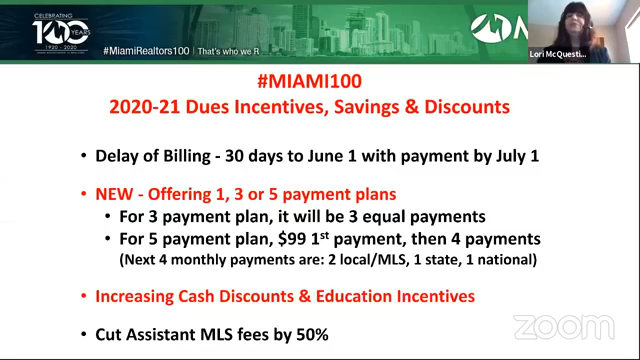 CELEBRATING
100
YEARS
1920 - 2020
#MiamiRealtors100 | That's who we R
Lori McQuesti...
#MIAMI100
2020-21 Dues Incentives, Savings & Discounts
• Delay of Billing - 30 days to June 1 with payment by July 1
• NEW - Offering 1, 3 or 5 payment plans
• For 3 payment plan, it will be 3 equal payments
• For 5 payment plan, $99 1st payment, then 4 payments
(Next 4 monthly payments are: 2 local/MLS, 1 state, 1 national)
• Increasing Cash Discounts & Education Incentives
• Cut Assistant MLS fees by 50%
zoom